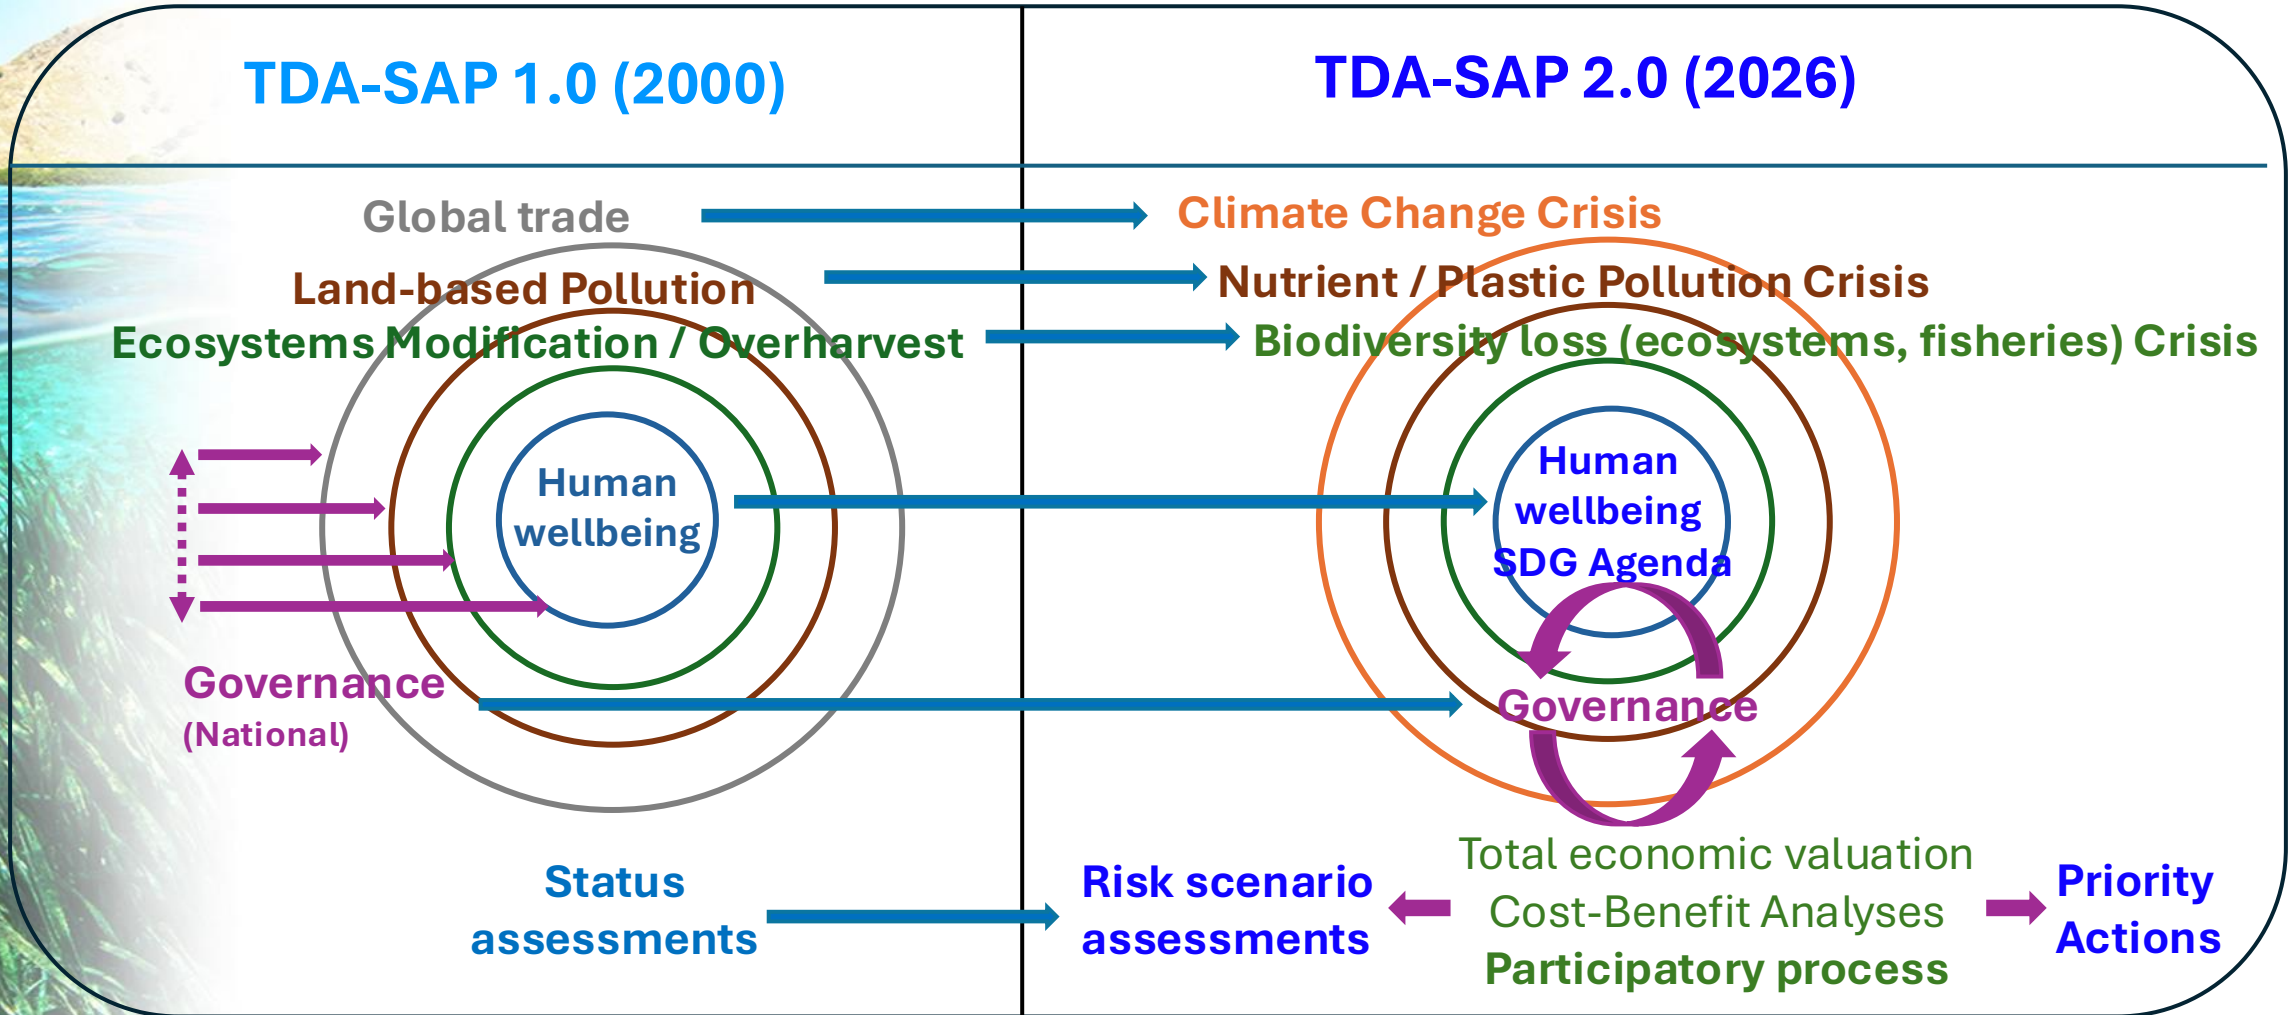 TDA-SAP 1.0 (2000)
TDA-SAP 2.0 (2026)
Global trade
Climate Change Crisis
Land-based Pollution
Nutrient / Plastic Pollution Crisis
Ecosystems Modification / Overharvest
Biodiversity loss (ecosystems, fisheries) Crisis
Human
wellbeing
Human
wellbeing
SDG Agenda
Governance
(National)
Governance
Status
assessments
Risk scenario
assessments
Total economic valuation
Cost-Benefit Analyses
Participatory process
Priority
Actions